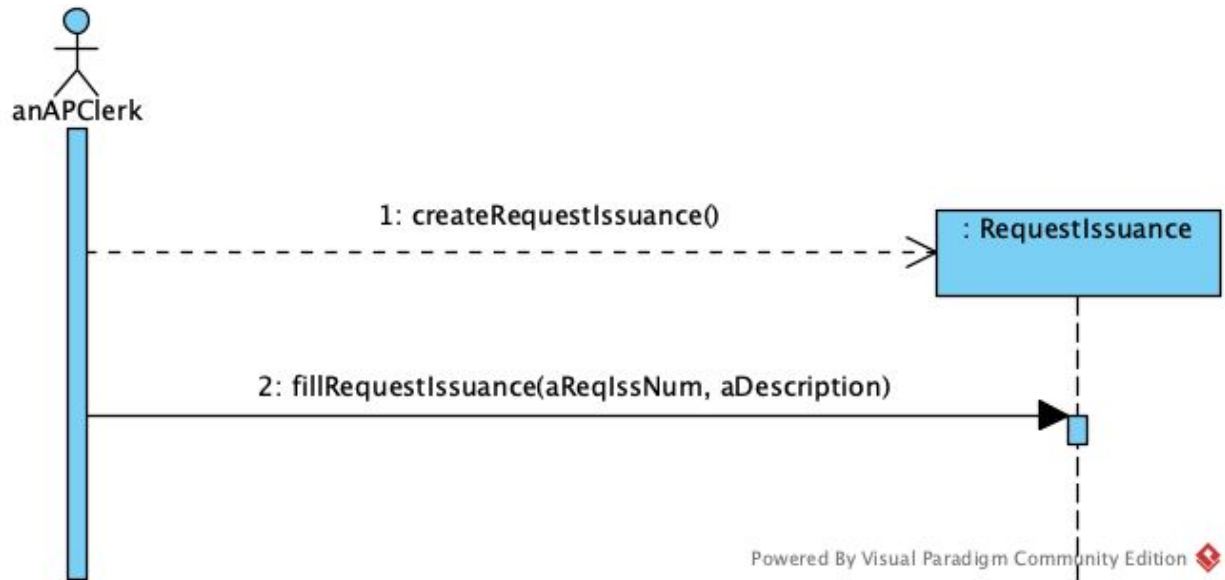 anAPClerk
1: createRequestIssuance()
: RequestIssuance
2: fillRequestIssuance(aReqIssNum, aDescription)
Powered By Visual Paradigm Community Edition